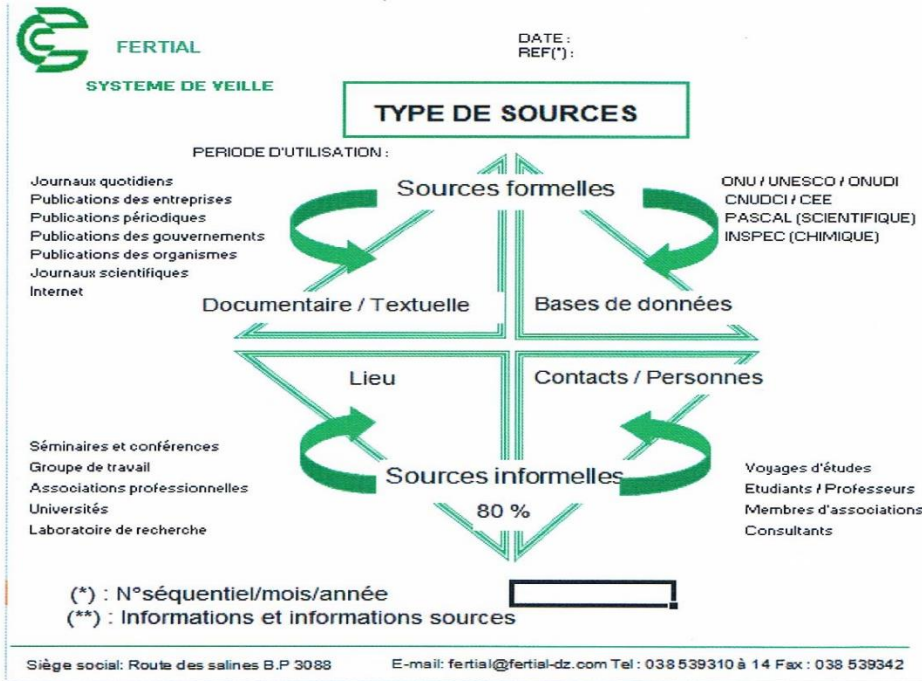 FERTIAL
SYSTEME DE VEILLE
DATE :
REF(*) :
TYPE DE SOURCES
PERIODE D'UTILISATION :
Journaux quotidiens
Publications des entreprises
Publications périodiques
Publications des gouvernements
Publications des organismes
Journaux scientifiques
Internet
Sources formelles
ONU / UNESCO / ONUDI
CNUDCI / CEE
PASCAL (SCIENTIFIQUE)
INSPEC (CHIMIQUE)
Documentaire / Textuelle
Bases de données
Lieu
Contacts / Personnes
Séminaires et conférences
Groupe de travail
Associations professionnelles
Universités
Laboratoire de recherche
Sources informelles
80 %
Voyages d'études
Etudiants / Professeurs
Membres d'associations
Consultants
(*) : N°séquentiel/mois/année
(**) : Informations et informations sources
Siège social: Route des salines B.P 3088 E-mail: fertial@fertial-dz.com Tel : 038 539310 à 14 Fax : 038 539342